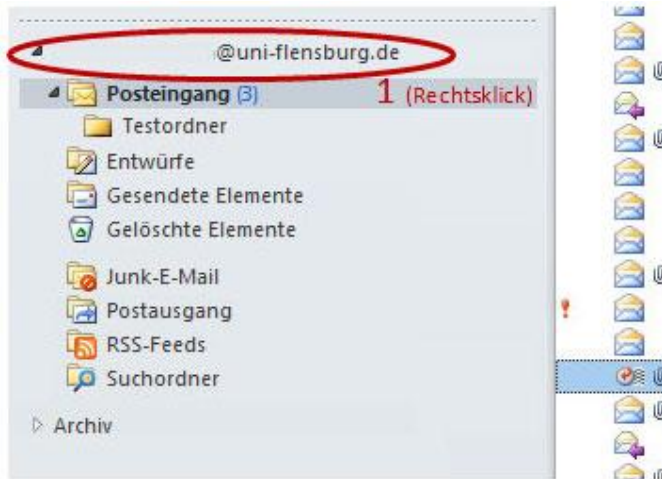 @uni-flensburg.de
Posteingang (3) 1 (Rechtsklick)
Testordner
Entwürfe
Gesendete Elemente
Gelöschte Elemente
Junk-E-Mail
Postausgang
RSS-Feeds
Suchordner
Archiv